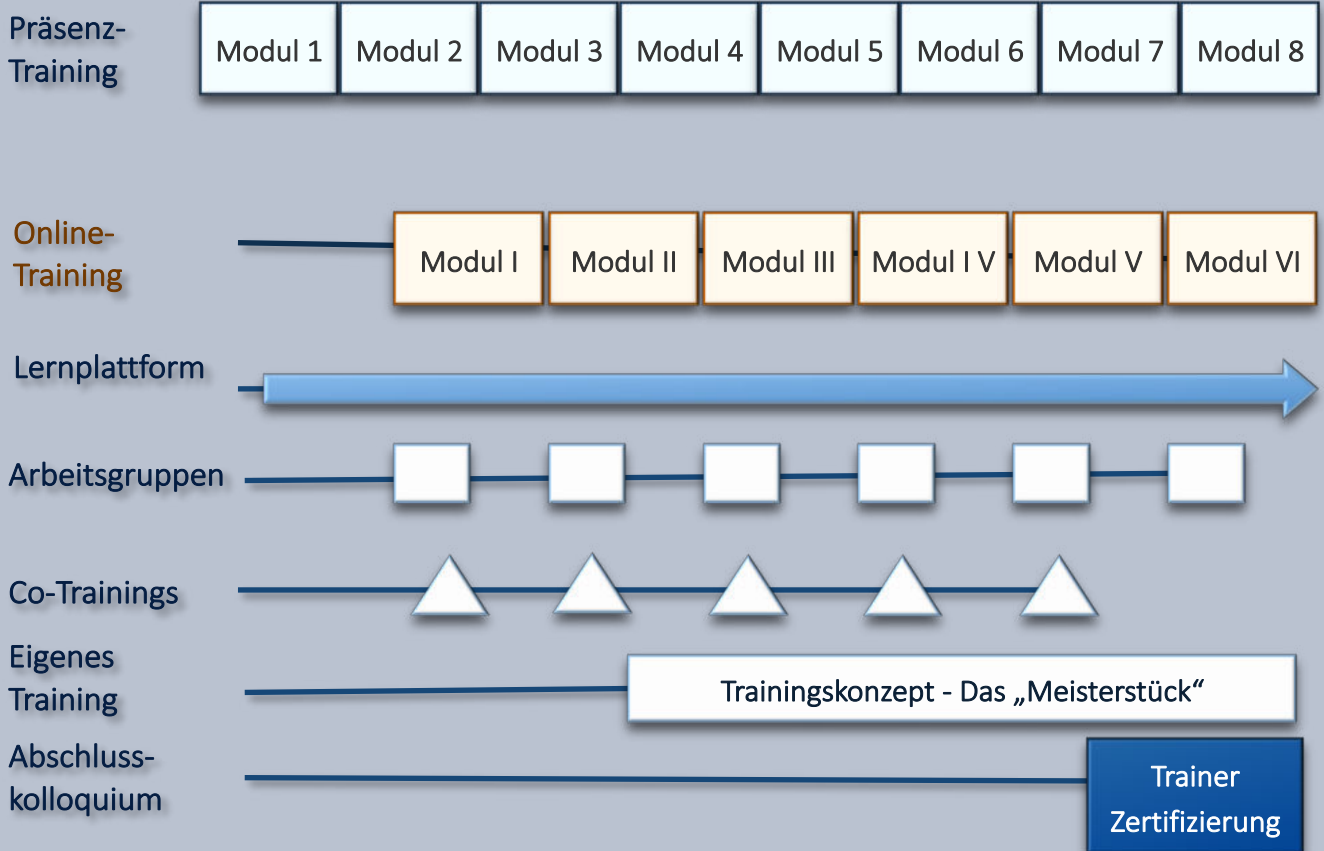 Präsenz-
Training
Modul 1 Modul 2 Modul 3 Modul 4 Modul 5 Modul 6 Modul 7 Modul 8
Online-
Training
Modul I Modul II Modul III Modul I V Modul V Modul VI
Lernplattform
Arbeitsgruppen
Co-Trainings
Eigenes
Training
Trainingskonzept - Das „Meisterstück“
Abschluss-
kolloquium
Trainer
Zertifizierung